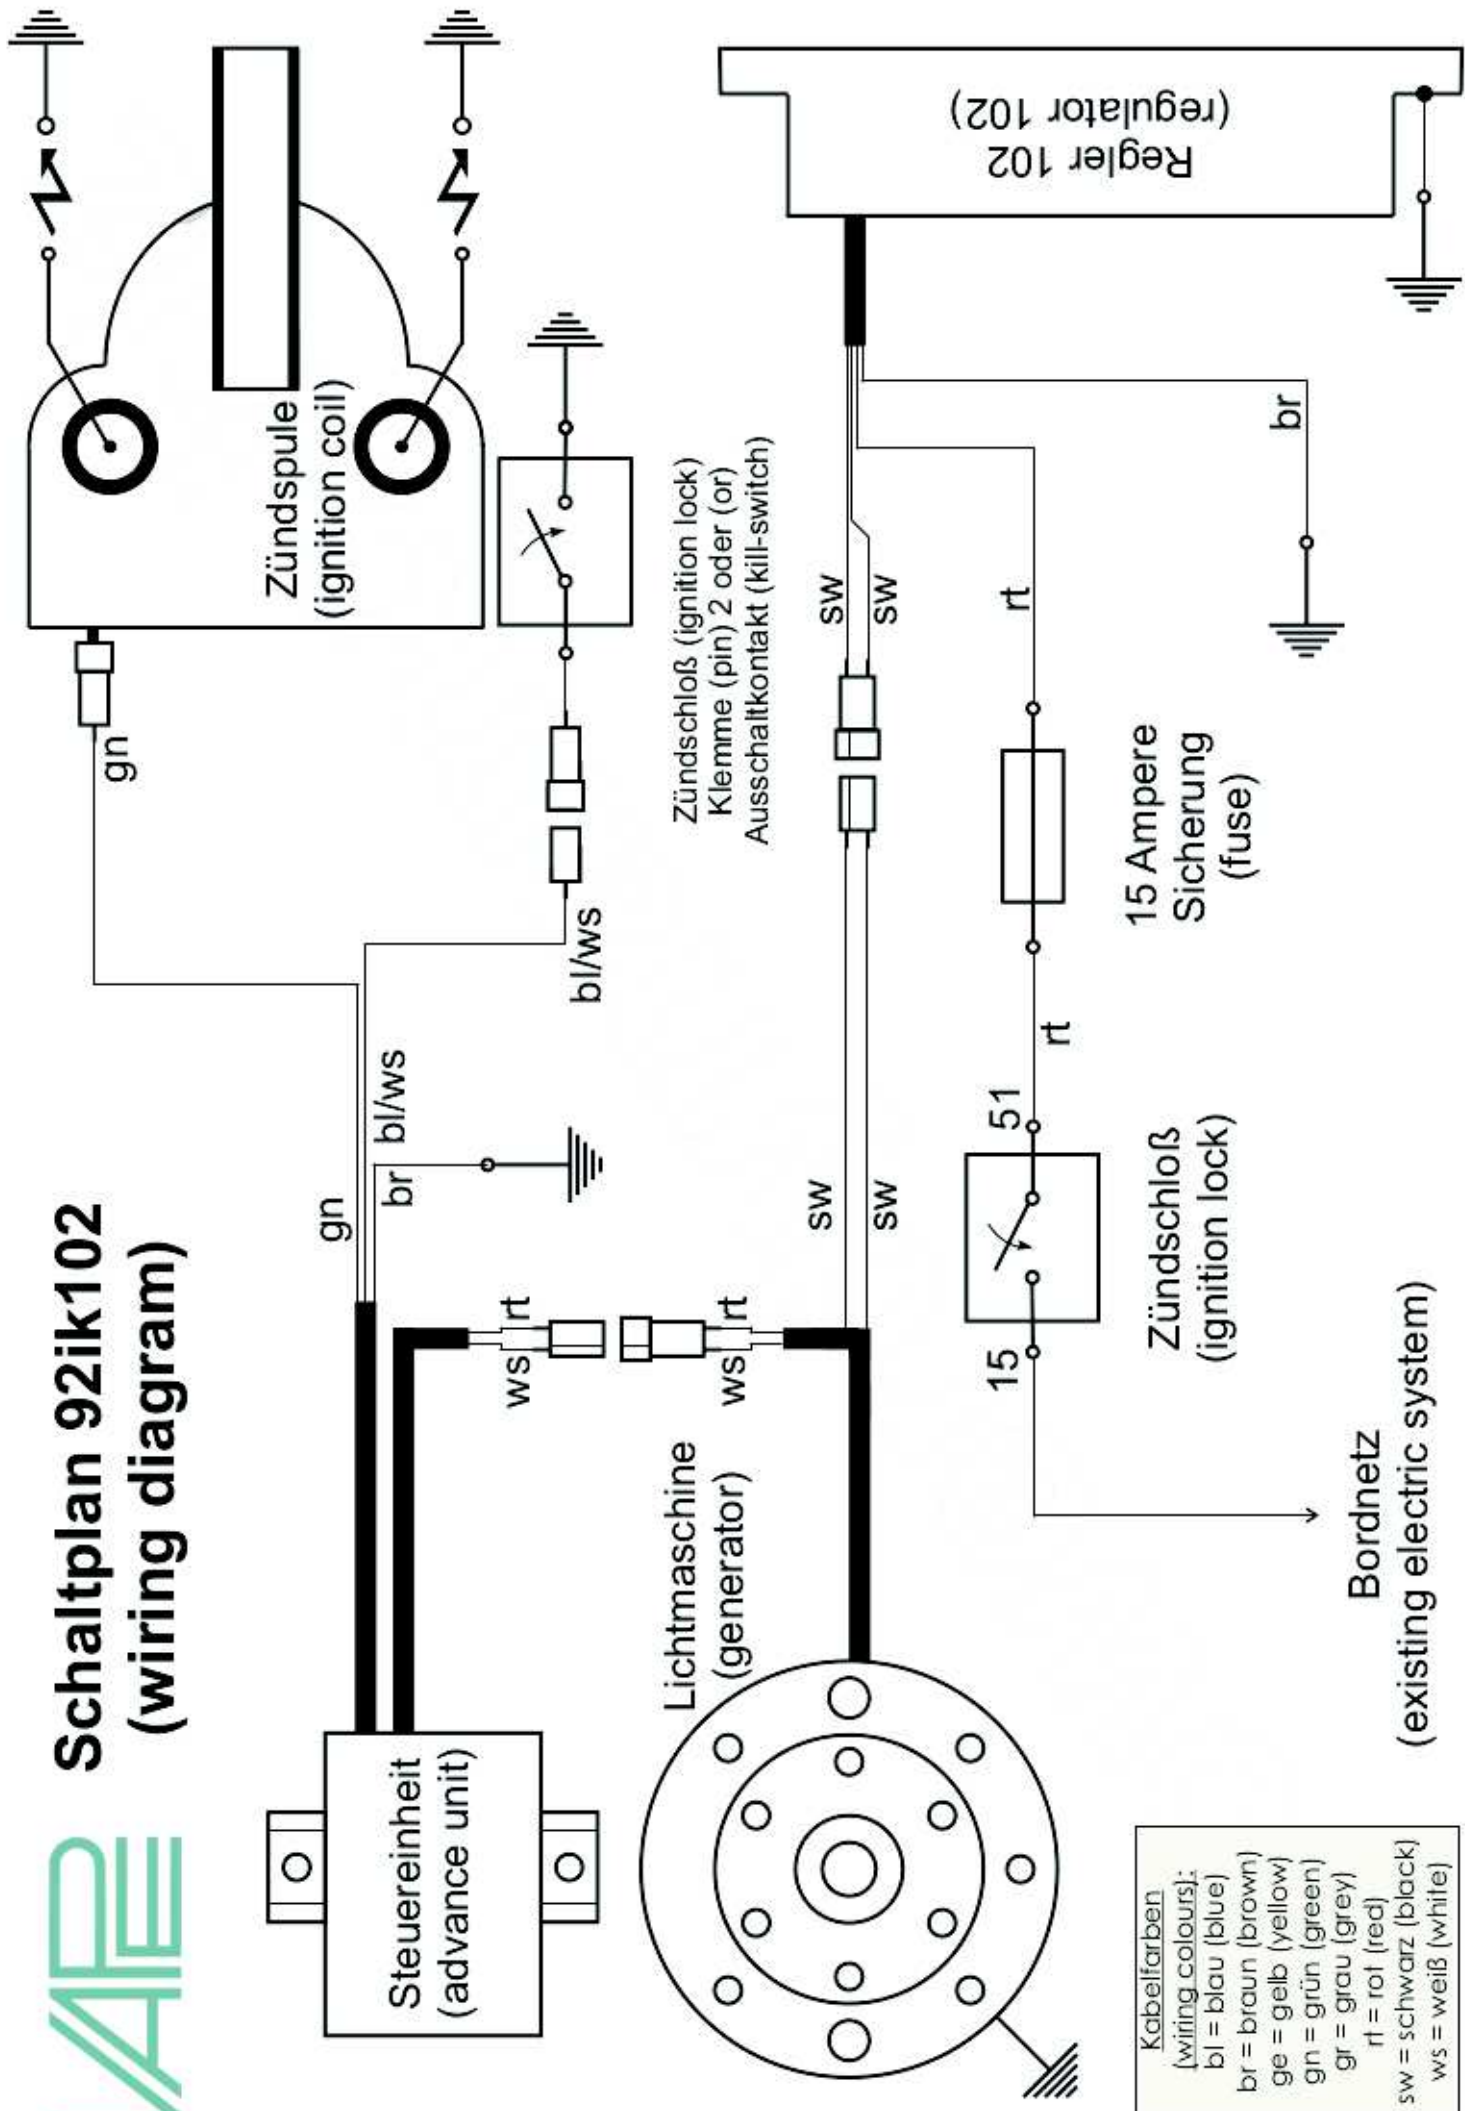 VAPE
Schaltplan 92ik102
(wiring diagram)
Steuereinheit
(advance unit)
gn
bl/ws
br
gn
Zündspule
(ignition coil)
bl/ws
Zündschloß (ignition lock)
Klemme (pin) 2 oder (or)
Ausschaltkontakt (kill-switch)
ws
rt
ws
rt
Lichtmaschine
(generator)
sw
sw
sw
sw
Regler 102
(regulator 102)
15
51
rt
rt
br
Zündschloß
(ignition lock)
15 Ampere
Sicherung
(fuse)
Bordnetz
(existing electric system)
Kabelfarben
(wiring colours):
bl = blau (blue)
br = braun (brown)
ge = gelb (yellow)
gn = grün (green)
gr = grau (grey)
rt = rot (red)
sw = schwarz (black)
ws = weiß (white)